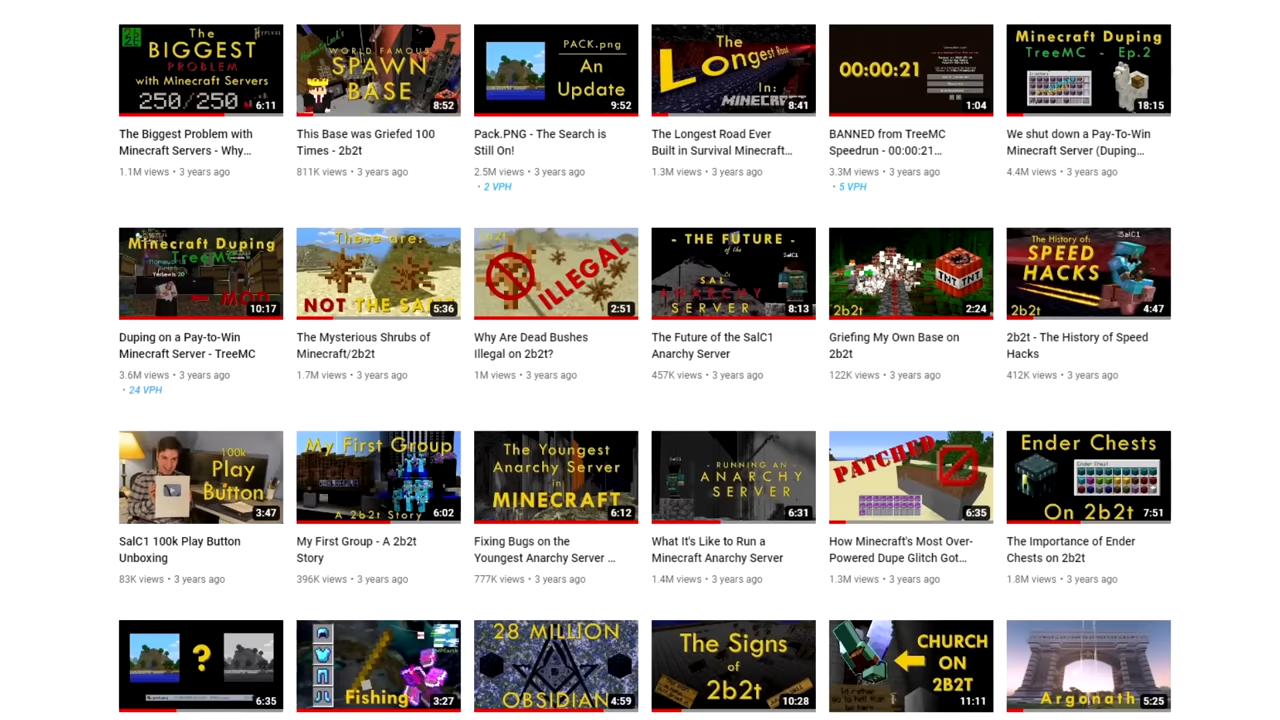 The
BIGGEST
PROBLEM
with Minecraft Servers
250/250
6:11
WORLD FAMOUS
SPAWN
BASE
8:52
PACK.png
An
Update
9:52
The
Longest Road
In:
MINECRAFT
8:41
00:00:21
1:04
Minecraft Duping
TreeMC - Ep.2
18:15
The Biggest Problem with
Minecraft Servers - Why...
1.1M views • 3 years ago
This Base was Griefed 100
Times - 2b2t
811K views • 3 years ago
Pack.PNG - The Search is
Still On!
2.5M views • 3 years ago
• 2 VPH
The Longest Road Ever
Built in Survival Minecraft...
1.3M views • 3 years ago
BANNED from TreeMC
Speedrun - 00:00:21...
3.3M views • 3 years ago
• 5 VPH
We shut down a Pay-To-Win
Minecraft Server (Duping...
4.4M views • 3 years ago
Minecraft Duping
TreeMC
10:17
These are:
NOT THE SA
5:36
2b2t
ILLEGAL
2:51
- THE FUTURE -
of the
SAL
ANARCHY
SERVER
SalC1
8:13
TNT TNT
2b2t
2:24
The History of:
SPEED
HACKS
SalC1
2b2t
4:47
Duping on a Pay-to-Win
Minecraft Server - TreeMC
3.6M views • 3 years ago
• 24 VPH
The Mysterious Shrubs of
Minecraft/2b2t
1.7M views • 3 years ago
Why Are Dead Bushes
Illegal on 2b2t?
1M views • 3 years ago
The Future of the SalC1
Anarchy Server
457K views • 3 years ago
Griefing My Own Base on
2b2t
122K views • 3 years ago
2b2t - The History of Speed
Hacks
412K views • 3 years ago
100k
Play
Button
3:47
My First Group
A 2b2t Story
6:02
The Youngest
Anarchy Server
in
MINECRAFT
6:12
- RUNNING AN -
ANARCHY
SERVER
6:31
PATCHED
6:35
Ender Chests
Ender Chest
On 2b2t
7:51
SalC1 100k Play Button
Unboxing
83K views • 3 years ago
My First Group - A 2b2t
Story
396K views • 3 years ago
Fixing Bugs on the
Youngest Anarchy Server ...
777K views • 3 years ago
What It's Like to Run a
Minecraft Anarchy Server
1.4M views • 3 years ago
How Minecraft's Most Over-
Powered Dupe Glitch Got...
1.3M views • 3 years ago
The Importance of Ender
Chests on 2b2t
1.8M views • 3 years ago
?
6:35
Fishing
3:27
28 MILLION
OBSIDIAN
4:59
The Signs
of
2b2t
10:28
CHURCH
ON
2B2T
11:11
Argonath
5:25